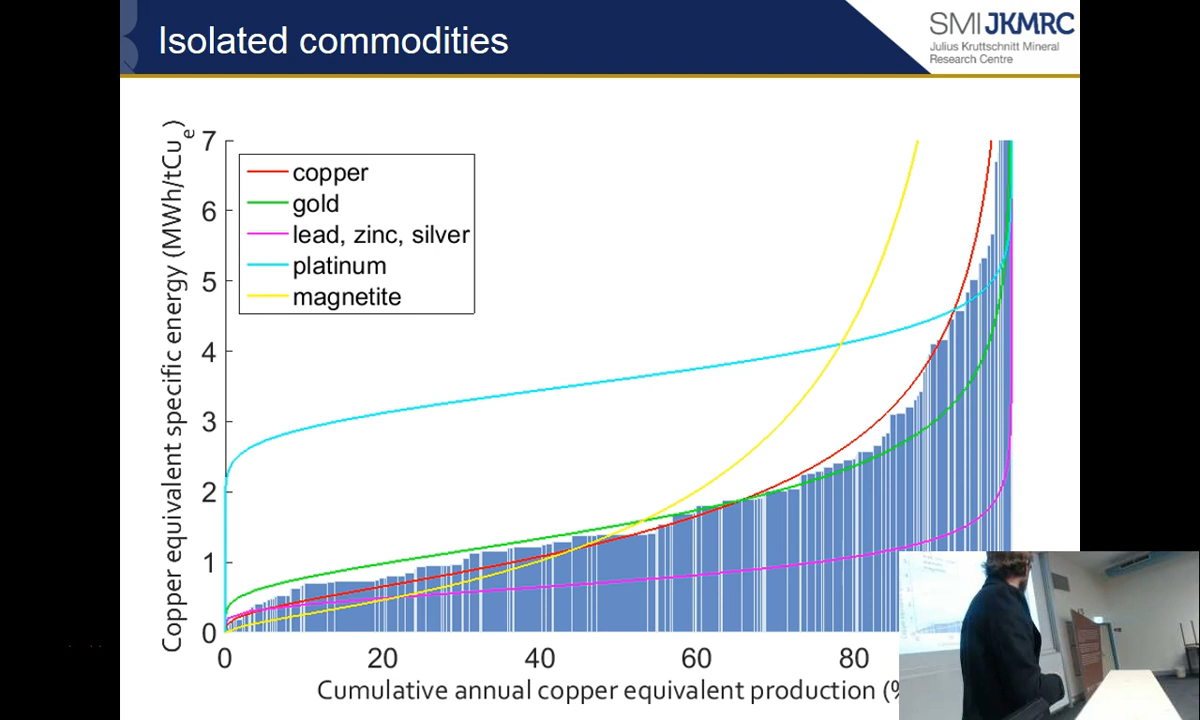 Isolated commodities
SMI JKMRC
Julius Kruttschnitt Mineral
Research Centre
Copper equivalent specific energy (MWh/tCue)
7
6
5
4
3
2
1
0
copper
gold
lead, zinc, silver
platinum
magnetite
0 20 40 60 80
Cumulative annual copper equivalent production (%